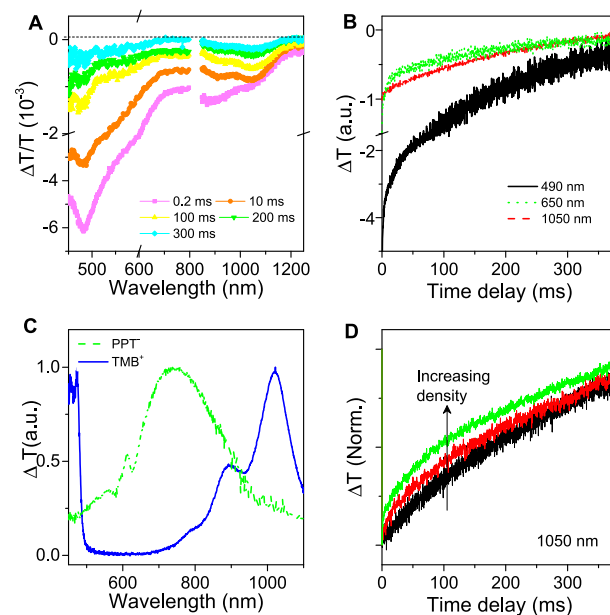 A
0
-2
-4
-6
ΔT/T (10⁻³)
0.2 ms
10 ms
100 ms
200 ms
300 ms
500 600 800 1000 1200
Wavelength (nm)
B
0
-1
-2
-4
ΔT (a.u.)
490 nm
650 nm
1050 nm
0 100 200 300
Time delay (ms)
C
PPT⁻
TMB⁺
1.0
0.5
0.0
ΔT(a.u.)
600 800 1000
Wavelength (nm)
D
Increasing
density
ΔT (Norm.)
1050 nm
0 100 200 300
Time delay (ms)